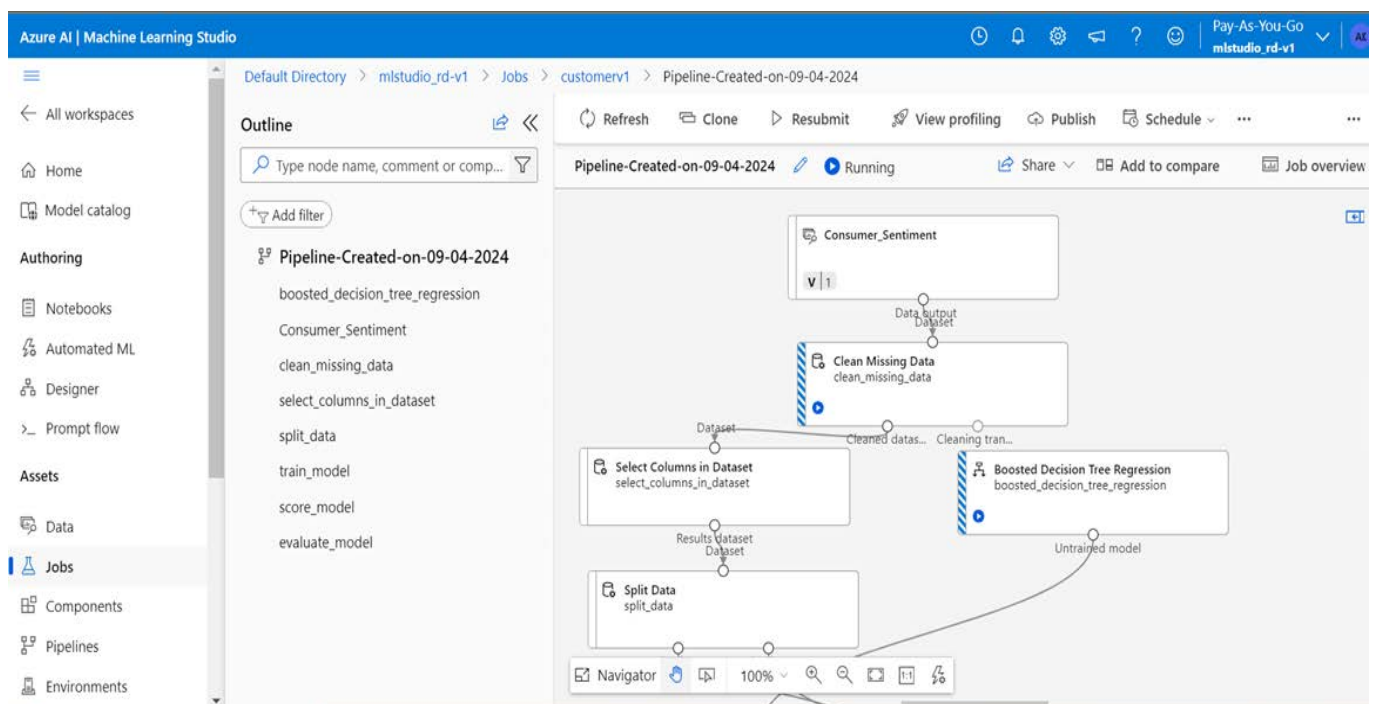 Azure AI | Machine Learning Studio
Pay-As-You-Go
mlstudio_rd-v1
AD
All workspaces
Home
Model catalog
Authoring
Notebooks
Automated ML
Designer
>_ Prompt flow
Assets
Data
Jobs
Components
Pipelines
Environments
Default Directory > mlstudio_rd-v1 > Jobs > customerv1 > Pipeline-Created-on-09-04-2024
Outline
Type node name, comment or comp...
Add filter
Pipeline-Created-on-09-04-2024
boosted_decision_tree_regression
Consumer_Sentiment
clean_missing_data
select_columns_in_dataset
split_data
train_model
score_model
evaluate_model
Refresh Clone Resubmit View profiling Publish Schedule ... ...
Pipeline-Created-on-09-04-2024 Running Share Add to compare Job overview
Consumer_Sentiment
V | 1
Data output
Dataset
Clean Missing Data
clean_missing_data
Cleaned datas... Cleaning tran...
Dataset
Select Columns in Dataset
select_columns_in_dataset
Results dataset
Dataset
Boosted Decision Tree Regression
boosted_decision_tree_regression
Untrained model
Split Data
split_data
Navigator 100% 1:1